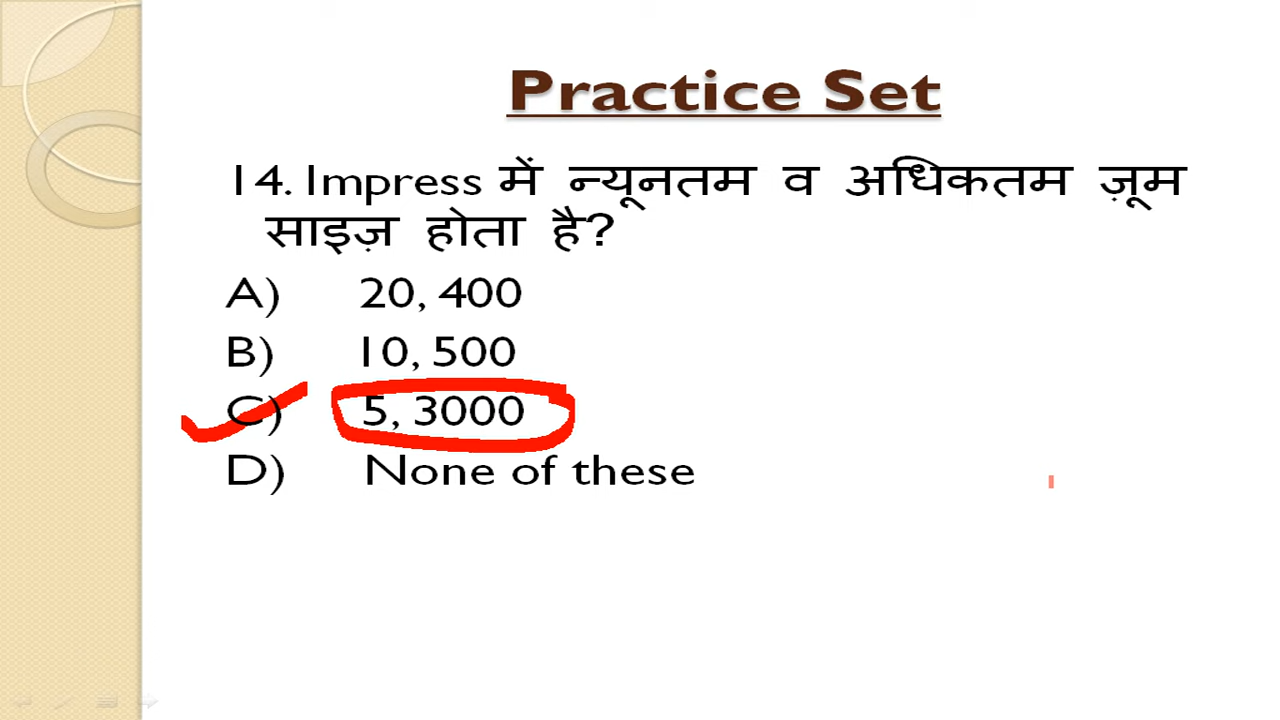 Practice Set
14. Impress में न्यूनतम व अधिकतम ज़ूम
साइज़ होता है?
A) 20, 400
B) 10, 500
C) 5, 3000
D) None of these